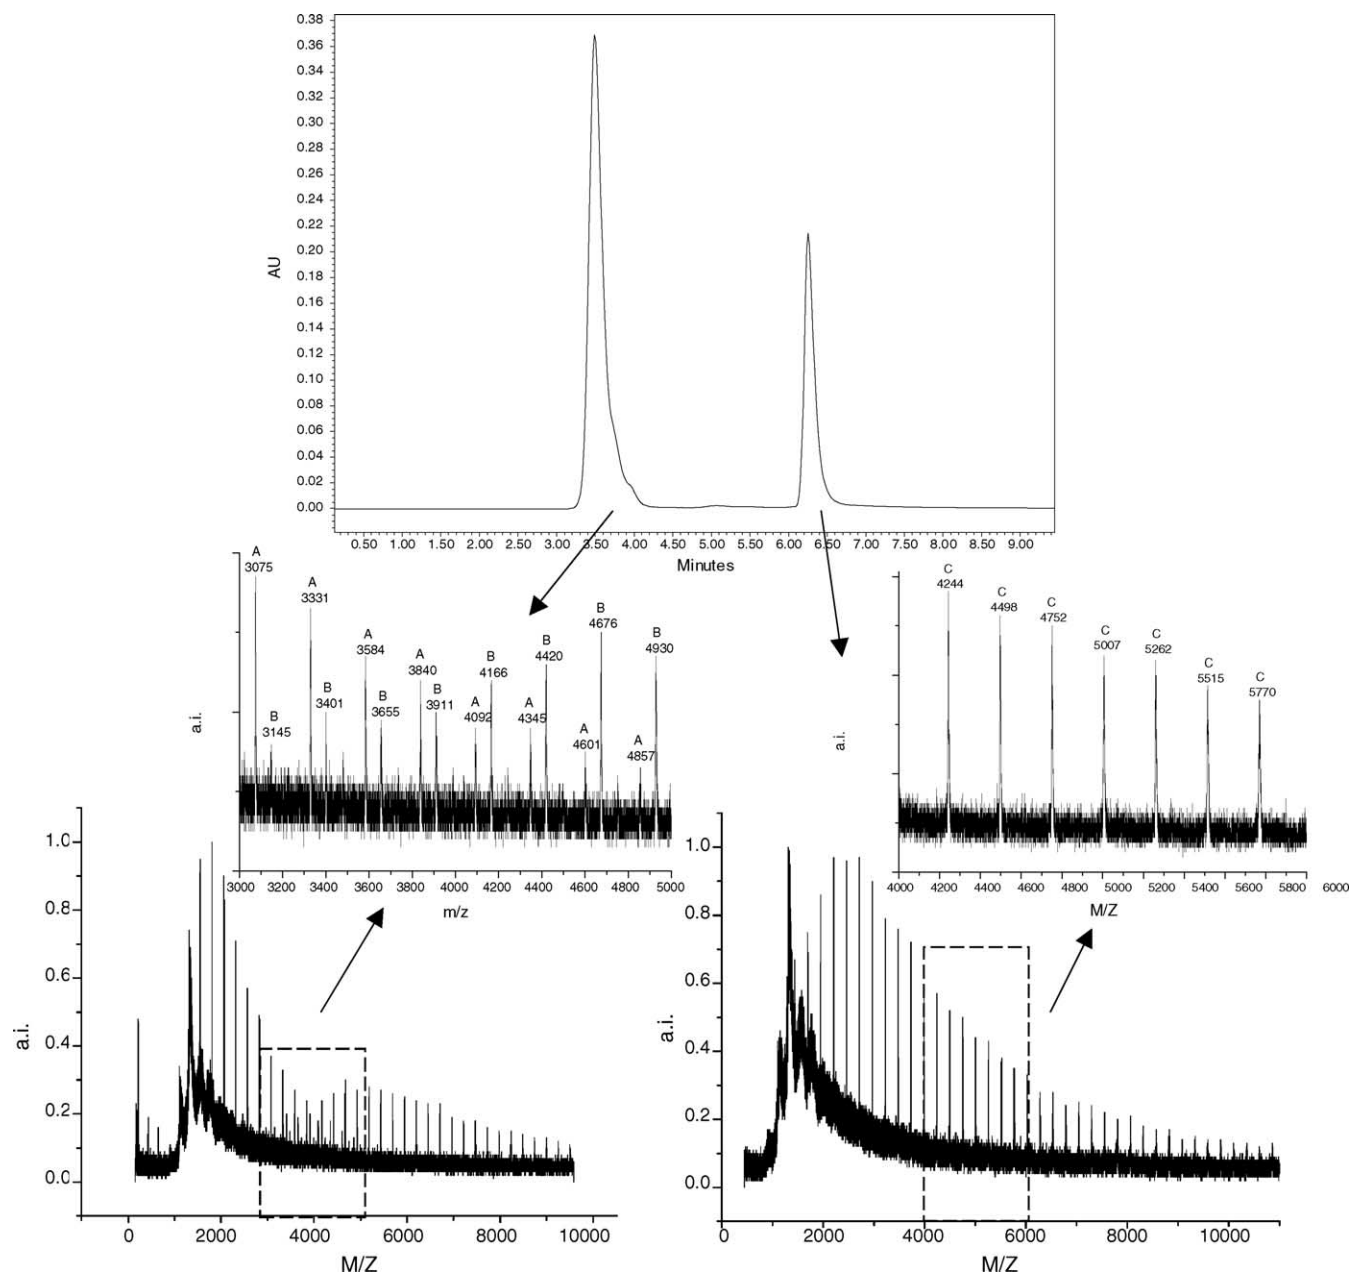 0.38
0.36
0.34
0.32
0.30
0.28
0.26
0.24
0.22
0.20
0.18
0.16
0.14
0.12
0.10
0.08
0.06
0.04
0.02
0.00
AU
0.50 1.00 1.50 2.00 2.50 3.00 3.50 4.00 4.50 5.00 5.50 6.00 6.50 7.00 7.50 8.00 8.50 9.00
Minutes
A
3075
B
3145
A
3331
B
3401
A
3584
B
3655
A
3840
B
3911
A
4092
B
4166
A
4345
B
4420
A
4601
B
4676
A
4857
B
4930
a.i.
3000 3200 3400 3600 3800 4000 4200 4400 4600 4800 5000
m/z
C
4244
C
4498
C
4752
C
5007
C
5262
C
5515
C
5770
a.i.
4000 4200 4400 4600 4800 5000 5200 5400 5600 5800 6000
M/Z
1.0
0.8
0.6
0.4
0.2
0.0
a.i.
0 2000 4000 6000 8000 10000
M/Z
1.0
0.8
0.6
0.4
0.2
0.0
a.i.
0 2000 4000 6000 8000 10000
M/Z